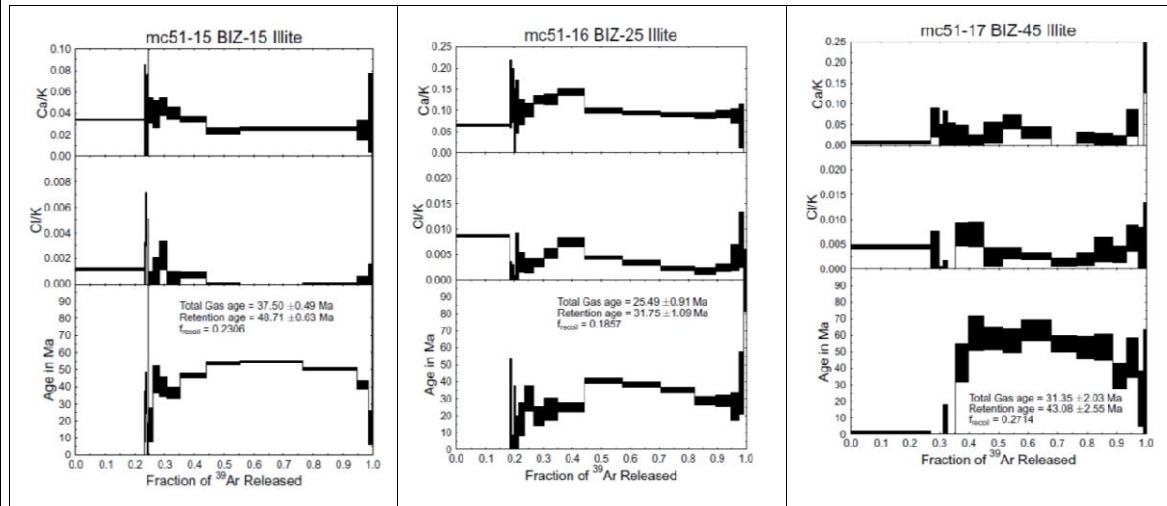 mc51-15 BIZ-15 Illite
0.10
0.08
0.06
0.04
0.02
0.00
Ca/K
0.008
0.006
0.004
0.002
0.000
Cl/K
90
80
70
60
50
40
30
20
10
0
Age in Ma
Total Gas age = 37.50 ±0.49 Ma
Retention age = 48.71 ±0.63 Ma
f_recoil = 0.2306
0.0 0.1 0.2 0.3 0.4 0.5 0.6 0.7 0.8 0.9 1.0
Fraction of ³⁹Ar Released
mc51-16 BIZ-25 Illite
0.25
0.20
0.15
0.10
0.05
0.00
Ca/K
0.020
0.015
0.010
0.005
0.000
Cl/K
90
80
70
60
50
40
30
20
10
0
Age in Ma
Total Gas age = 25.49 ±0.91 Ma
Retention age = 31.75 ±1.09 Ma
f_recoil = 0.1857
0.0 0.1 0.2 0.3 0.4 0.5 0.6 0.7 0.8 0.9 1.0
Fraction of ³⁹Ar Released
mc51-17 BIZ-45 Illite
0.25
0.20
0.15
0.10
0.05
0.00
Ca/K
0.020
0.015
0.010
0.005
0.000
Cl/K
90
80
70
60
50
40
30
20
10
0
Age in Ma
Total Gas age = 31.35 ±2.03 Ma
Retention age = 43.08 ±2.55 Ma
f_recoil = 0.2714
0.0 0.1 0.2 0.3 0.4 0.5 0.6 0.7 0.8 0.9 1.0
Fraction of ³⁹Ar Released